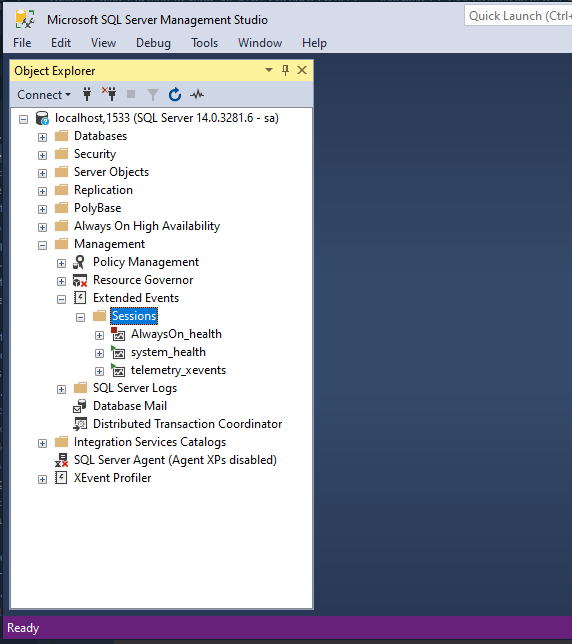 Microsoft SQL Server Management Studio
Quick Launch (Ctrl+
File Edit View Debug Tools Window Help
Object Explorer
Connect
localhost,1533 (SQL Server 14.0.3281.6 - sa)
Databases
Security
Server Objects
Replication
PolyBase
Always On High Availability
Management
Policy Management
Resource Governor
Extended Events
Sessions
AlwaysOn_health
system_health
telemetry_xevents
SQL Server Logs
Database Mail
Distributed Transaction Coordinator
Integration Services Catalogs
SQL Server Agent (Agent XPs disabled)
XEvent Profiler
Ready